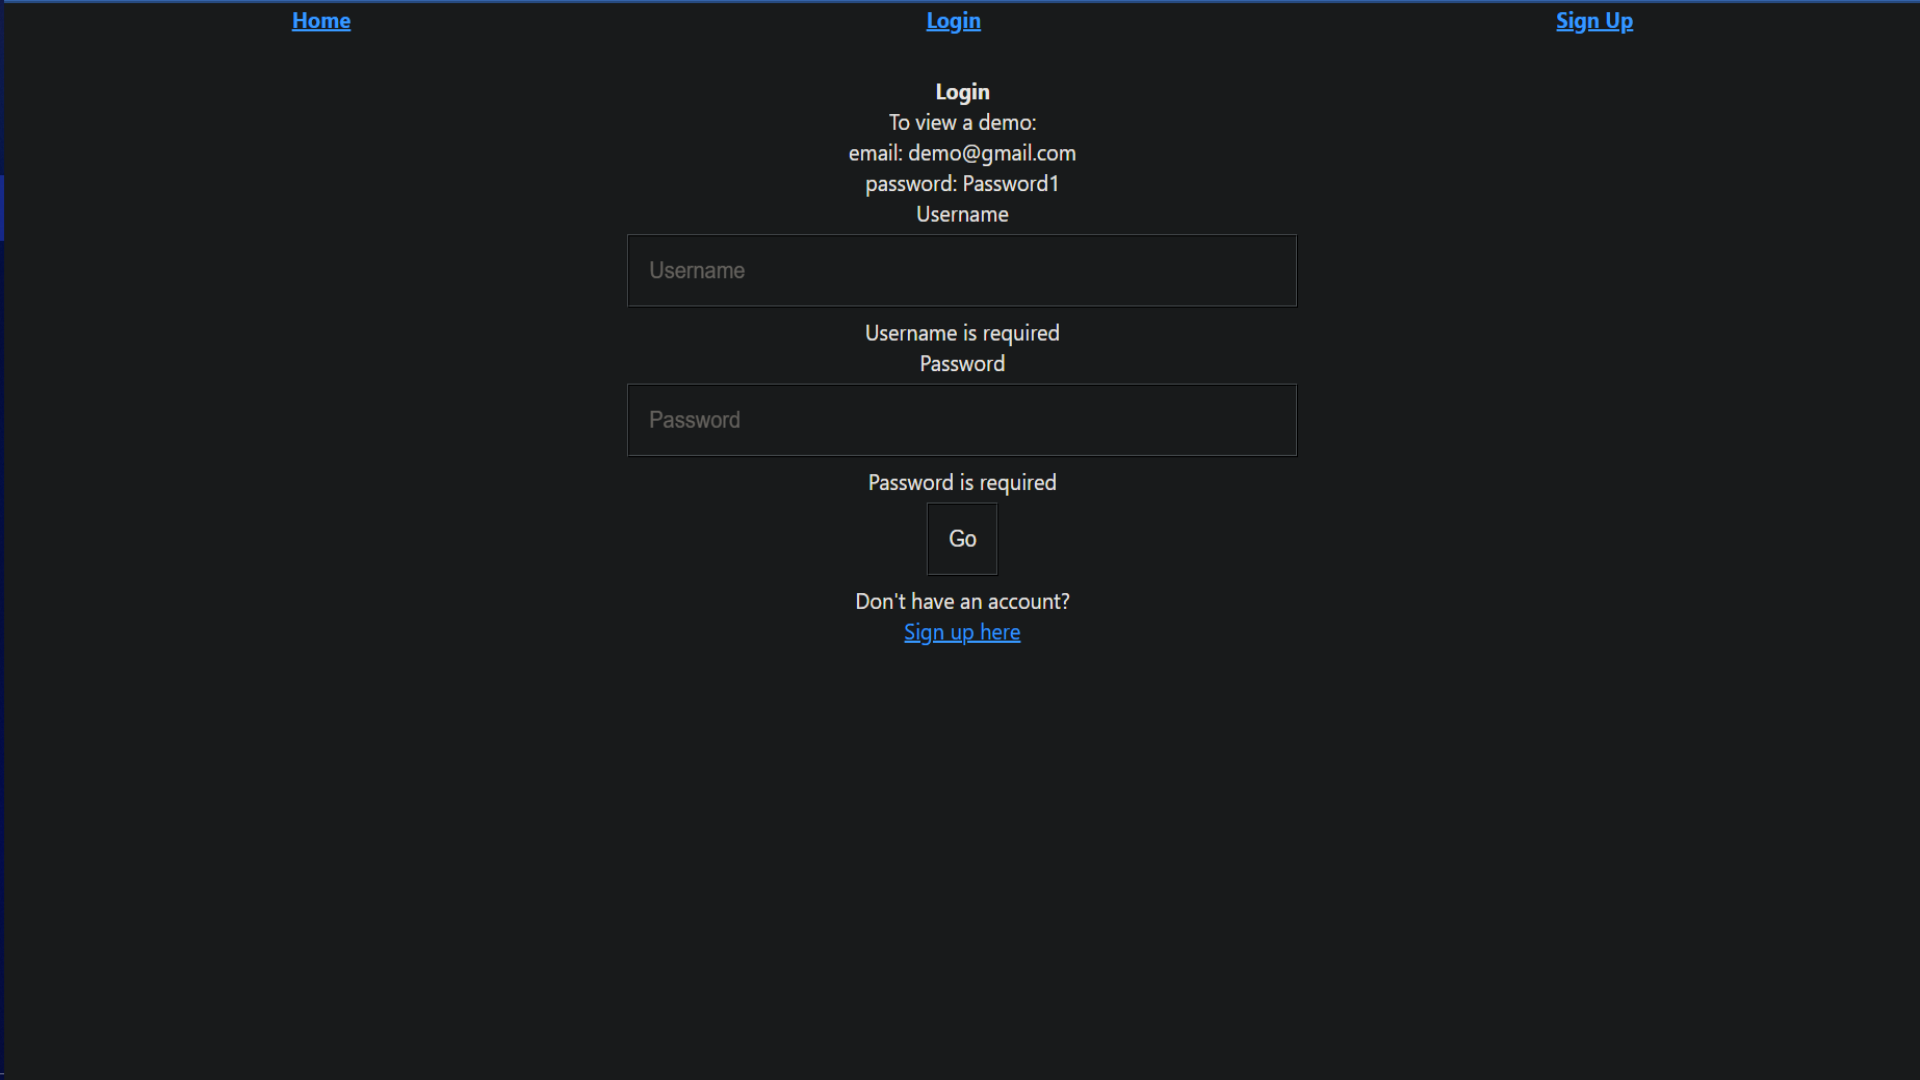 Home Login Sign Up
Login
To view a demo:
email: demo@gmail.com
password: Password1
Username
Username
Username is required
Password
Password
Password is required
Go
Don't have an account?
Sign up here